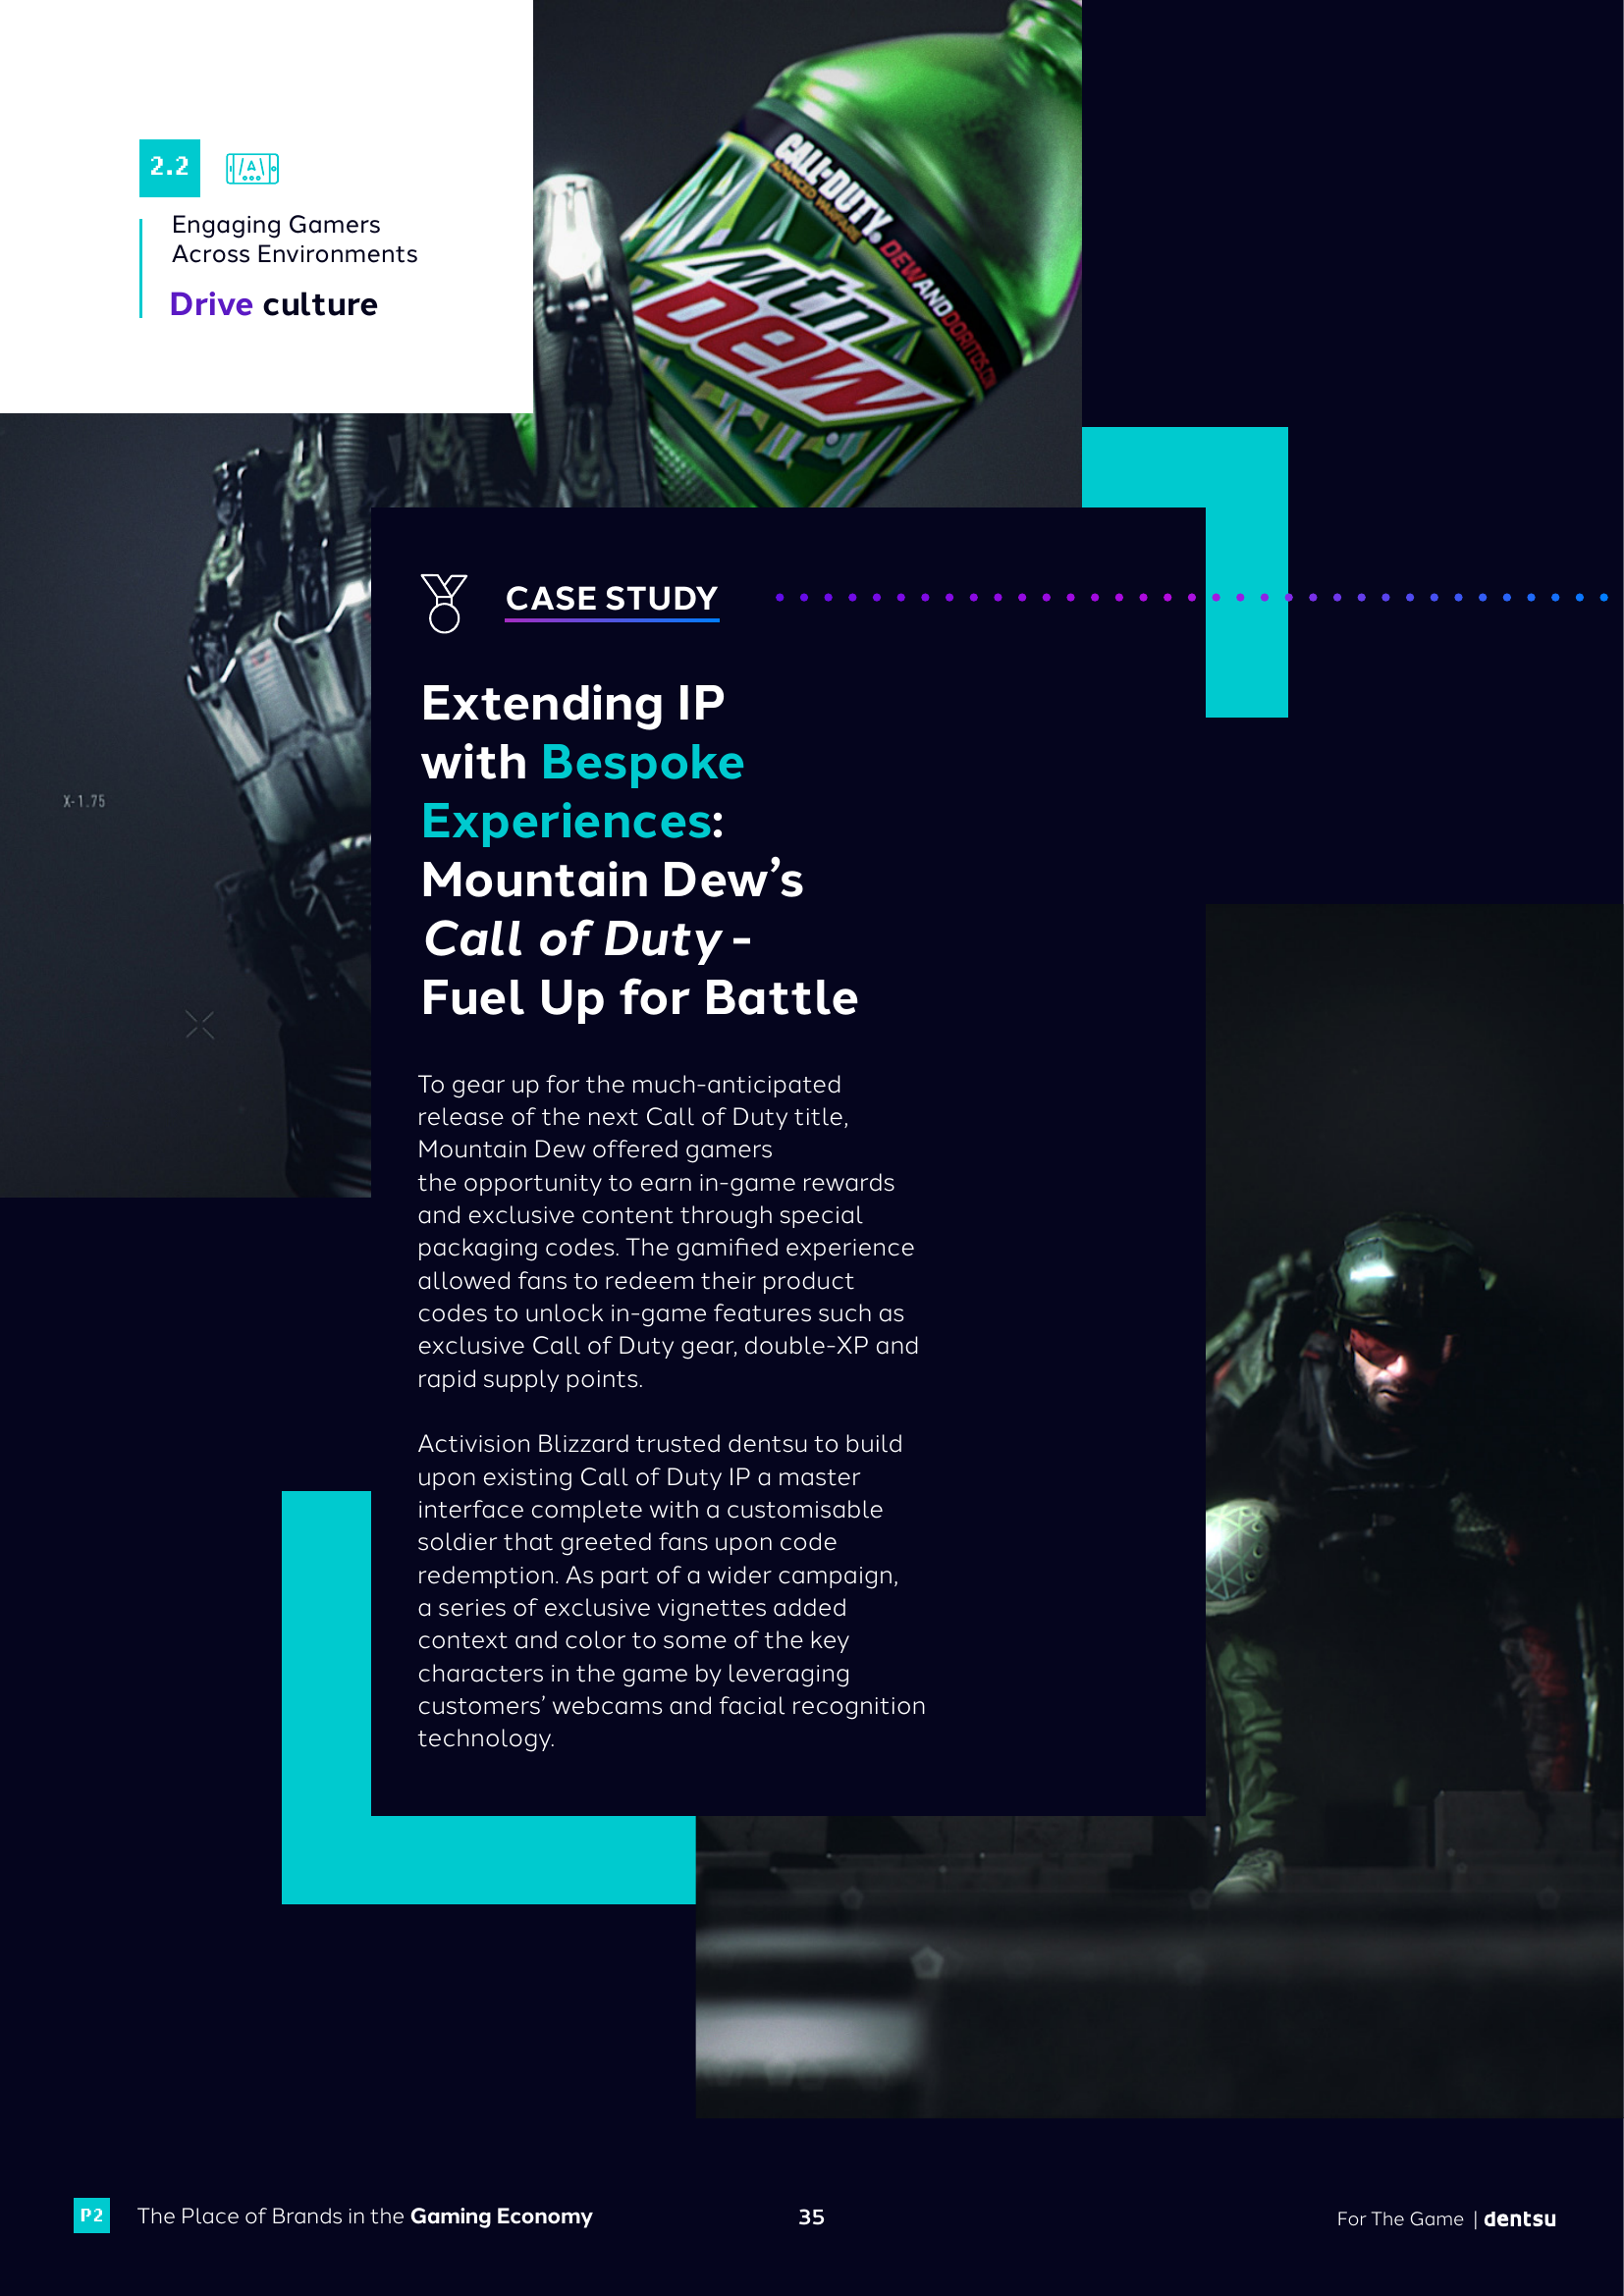 2.2
Engaging Gamers
Across Environments
Drive culture
CALL OF DUTY
ADVANCED WARFARE
DEWANDDORITOS.COM
mtn
Dew
CASE STUDY
Extending IP
with Bespoke
Experiences:
Mountain Dew’s
Call of Duty -
Fuel Up for Battle
X-1.75
To gear up for the much-anticipated
release of the next Call of Duty title,
Mountain Dew offered gamers
the opportunity to earn in-game rewards
and exclusive content through special
packaging codes. The gamified experience
allowed fans to redeem their product
codes to unlock in-game features such as
exclusive Call of Duty gear, double-XP and
rapid supply points.
Activision Blizzard trusted dentsu to build
upon existing Call of Duty IP a master
interface complete with a customisable
soldier that greeted fans upon code
redemption. As part of a wider campaign,
a series of exclusive vignettes added
context and color to some of the key
characters in the game by leveraging
customers’ webcams and facial recognition
technology.
P2 The Place of Brands in the Gaming Economy
35
For The Game | dentsu